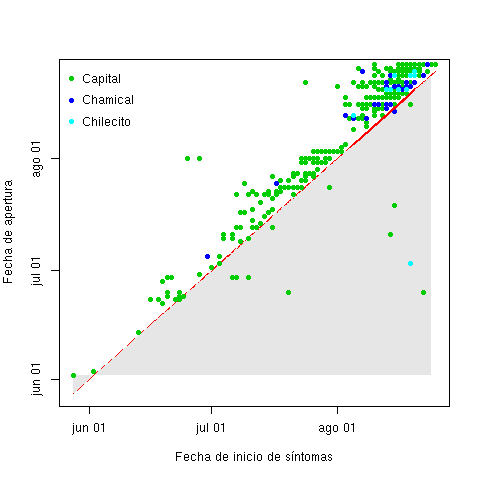 Capital
Chamical
Chilecito
Fecha de apertura
ago 01
jul 01
jun 01
jun 01 jul 01 ago 01
Fecha de inicio de síntomas